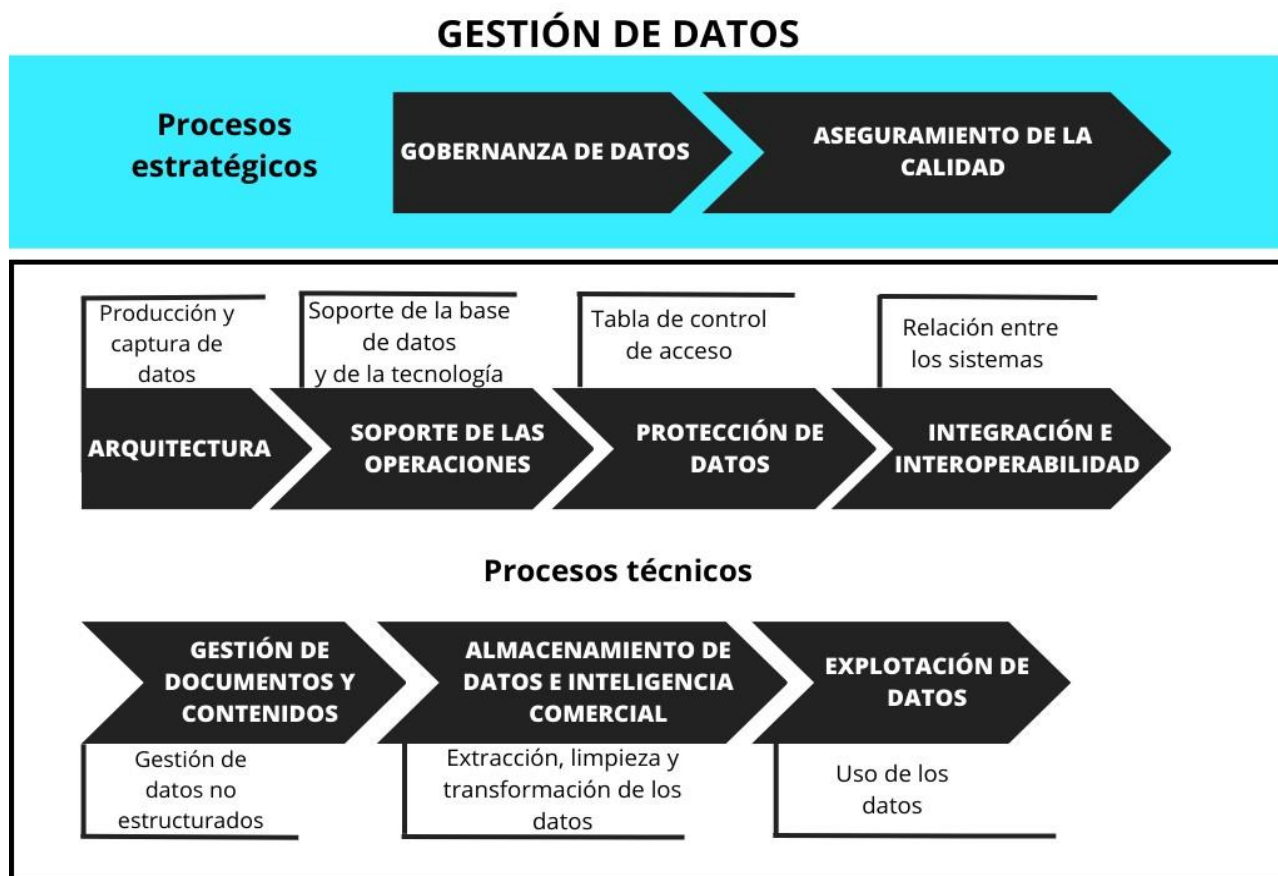 GESTIÓN DE DATOS
Procesos
estratégicos
GOBERNANZA DE DATOS
ASEGURAMIENTO DE LA
CALIDAD
Producción y
captura de
datos
Soporte de la base
de datos
y de la tecnología
Tabla de control
de acceso
Relación entre
los sistemas
ARQUITECTURA
SOPORTE DE LAS
OPERACIONES
PROTECCIÓN DE
DATOS
INTEGRACIÓN E
INTEROPERABILIDAD
Procesos técnicos
GESTIÓN DE
DOCUMENTOS Y
CONTENIDOS
ALMACENAMIENTO DE
DATOS E INTELIGENCIA
COMERCIAL
EXPLOTACIÓN DE
DATOS
Gestión de
datos no
estructurados
Extracción, limpieza y
transformación de los
datos
Uso de los
datos